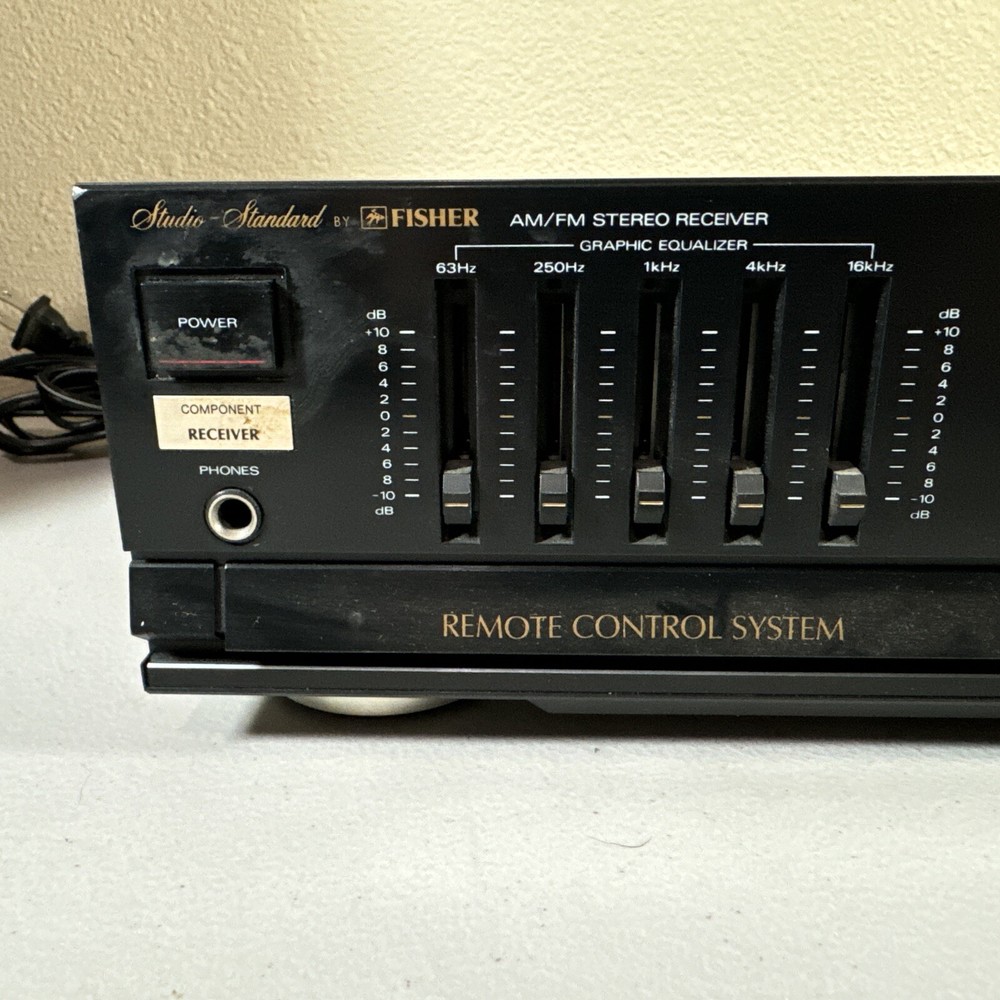 Studio-Standard BY FISHER AM/FM STEREO RECEIVER
GRAPHIC EQUALIZER
63Hz 250Hz 1kHz 4kHz 16kHz
POWER
COMPONENT
RECEIVER
PHONES
dB dB
+10 +10
8 8
6 6
4 4
2 2
0 0
2 2
4 4
6 6
8 8
-10 -10
dB dB
REMOTE CONTROL SYSTEM